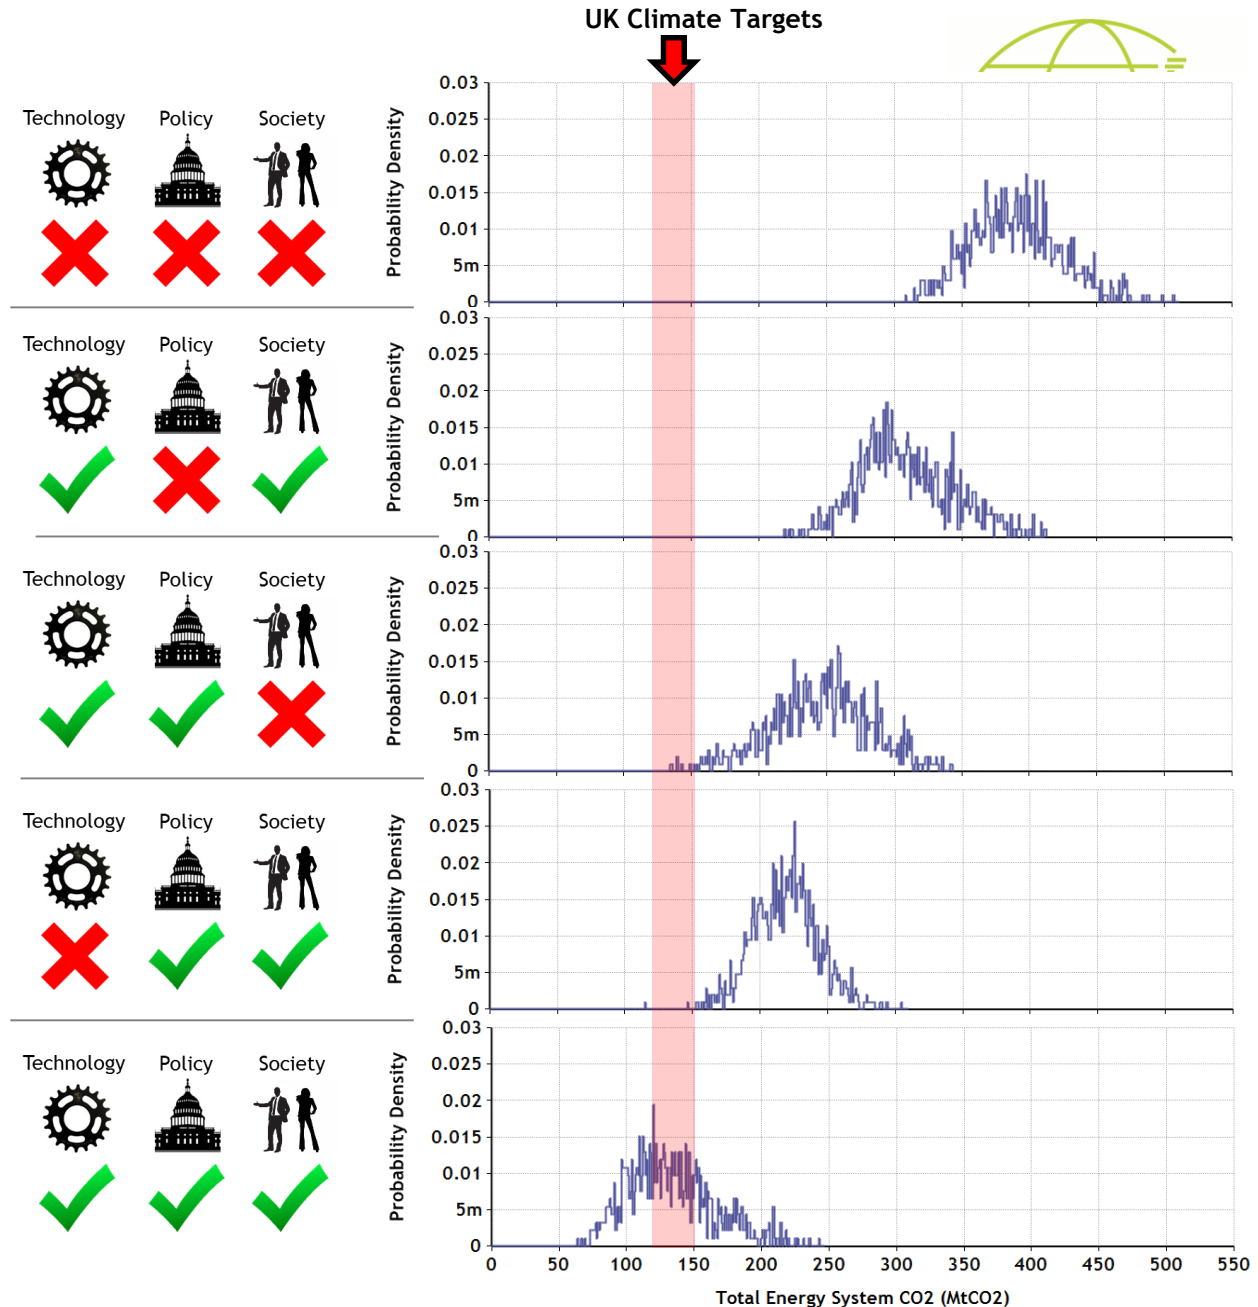 UK Climate Targets
Technology Policy Society
Probability Density
0.03
0.025
0.02
0.015
0.01
5m
0
Technology Policy Society
Probability Density
0.03
0.025
0.02
0.015
0.01
5m
0
Technology Policy Society
Probability Density
0.03
0.025
0.02
0.015
0.01
5m
0
Technology Policy Society
Probability Density
0.03
0.025
0.02
0.015
0.01
5m
0
Technology Policy Society
Probability Density
0.03
0.025
0.02
0.015
0.01
5m
0
0 50 100 150 200 250 300 350 400 450 500 550
Total Energy System CO2 (MtCO2)